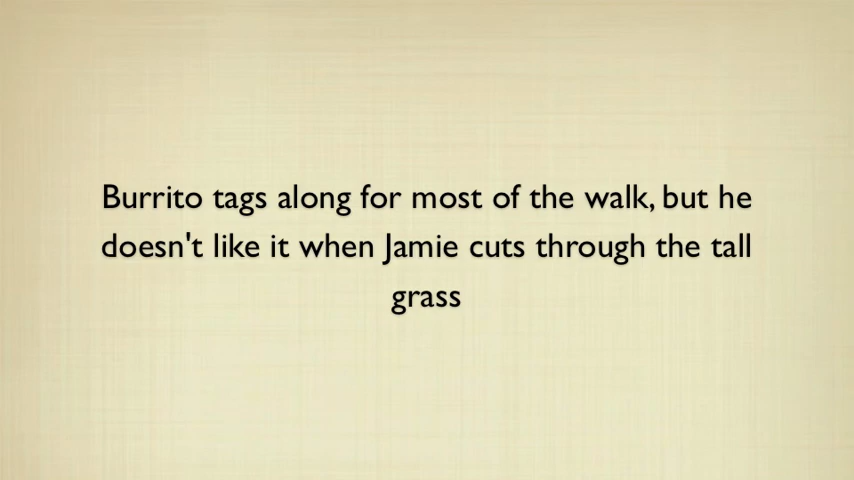 Burrito tags along for most of the walk, but he
doesn't like it when Jamie cuts through the tall
grass